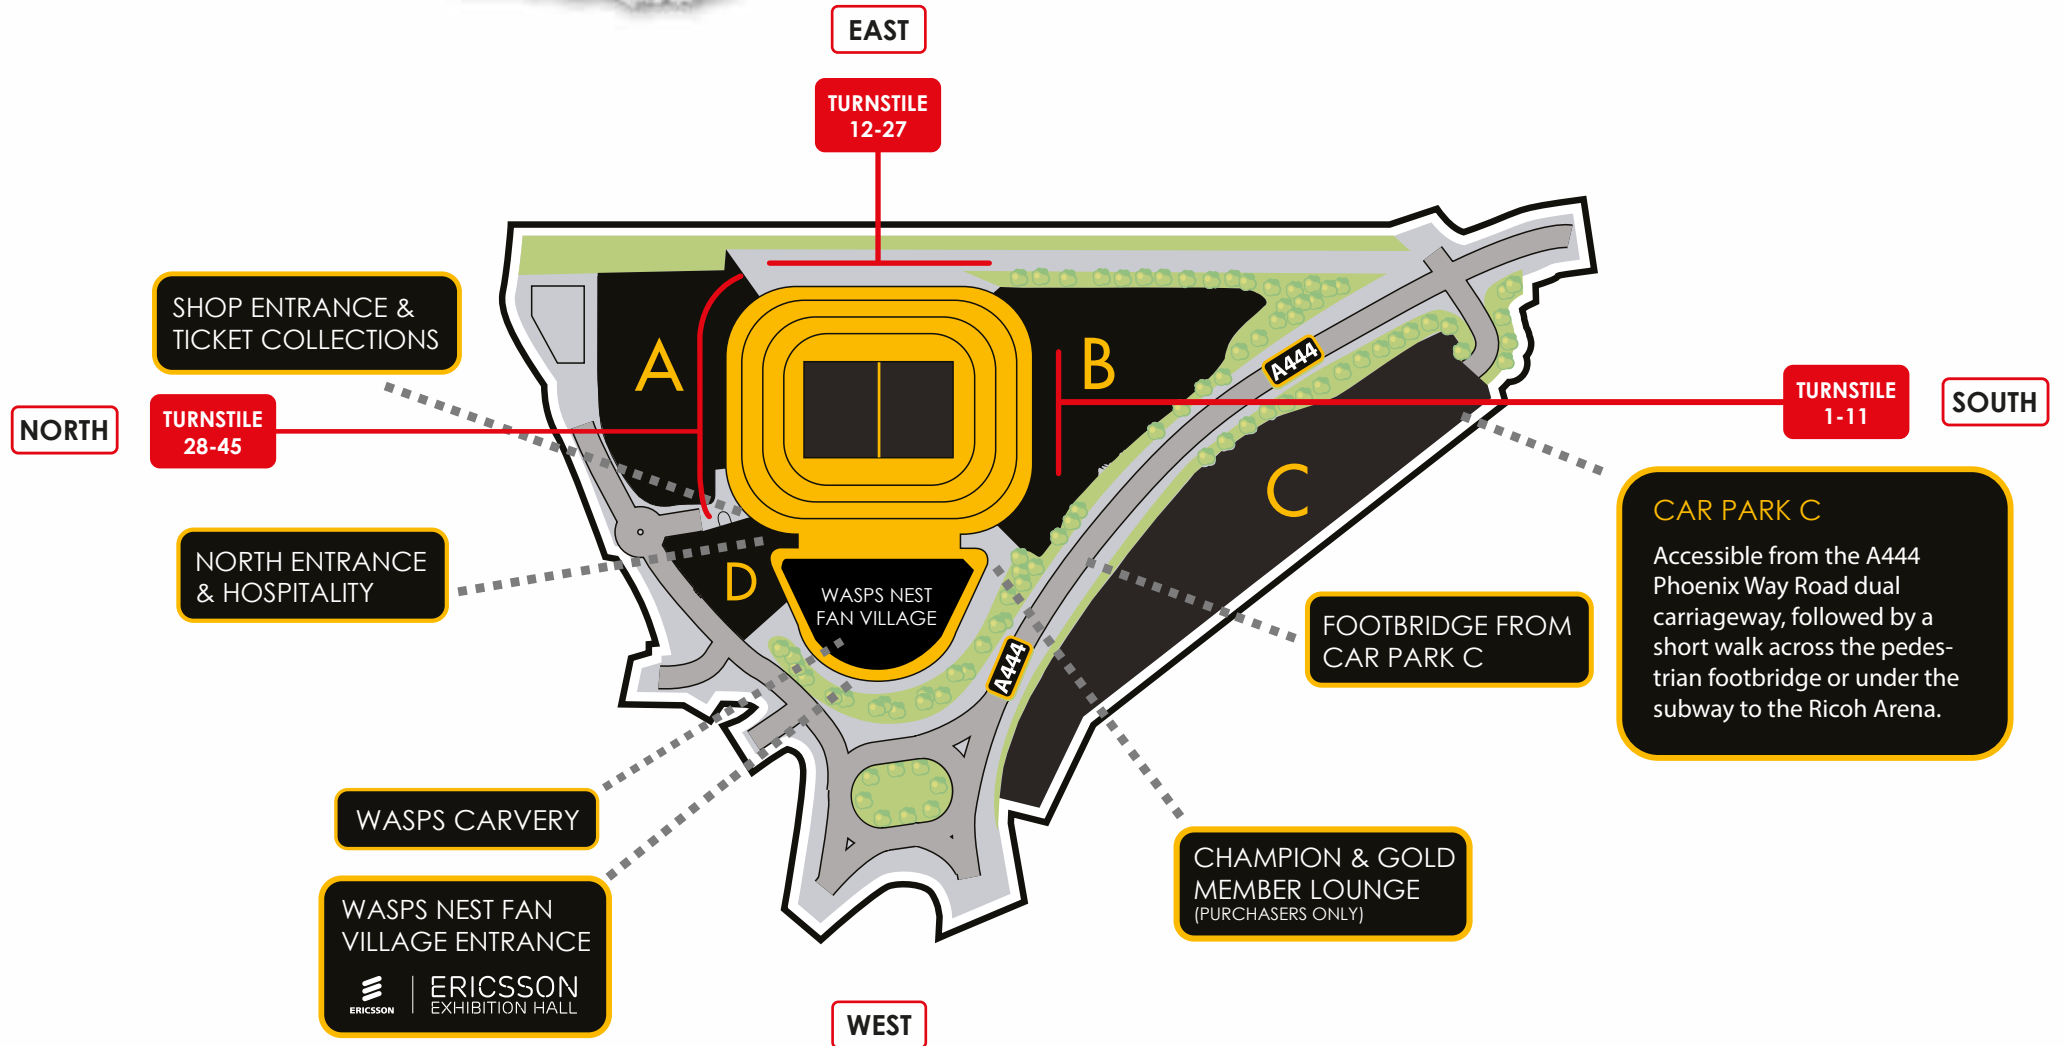 EAST
TURNSTILE
12-27
SHOP ENTRANCE &
TICKET COLLECTIONS
NORTH
TURNSTILE
28-45
A
B
A444
TURNSTILE
1-11
SOUTH
C
CAR PARK C
Accessible from the A444
Phoenix Way Road dual
carriageway, followed by a
short walk across the pedes-
trian footbridge or under the
subway to the Ricoh Arena.
NORTH ENTRANCE
& HOSPITALITY
D
WASPS NEST
FAN VILLAGE
A444
FOOTBRIDGE FROM
CAR PARK C
WASPS CARVERY
CHAMPION & GOLD
MEMBER LOUNGE
(PURCHASERS ONLY)
WASPS NEST FAN
VILLAGE ENTRANCE
ERICSSON
ERICSSON
EXHIBITION HALL
WEST